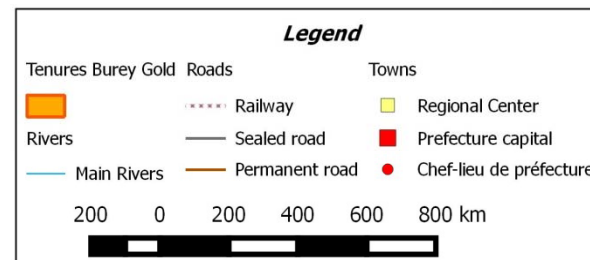 Legend
Tenures Burey Gold Roads Towns
Railway Regional Center
Rivers Sealed road Prefecture capital
Main Rivers Permanent road Chef-lieu de préfecture
200 0 200 400 600 800 km